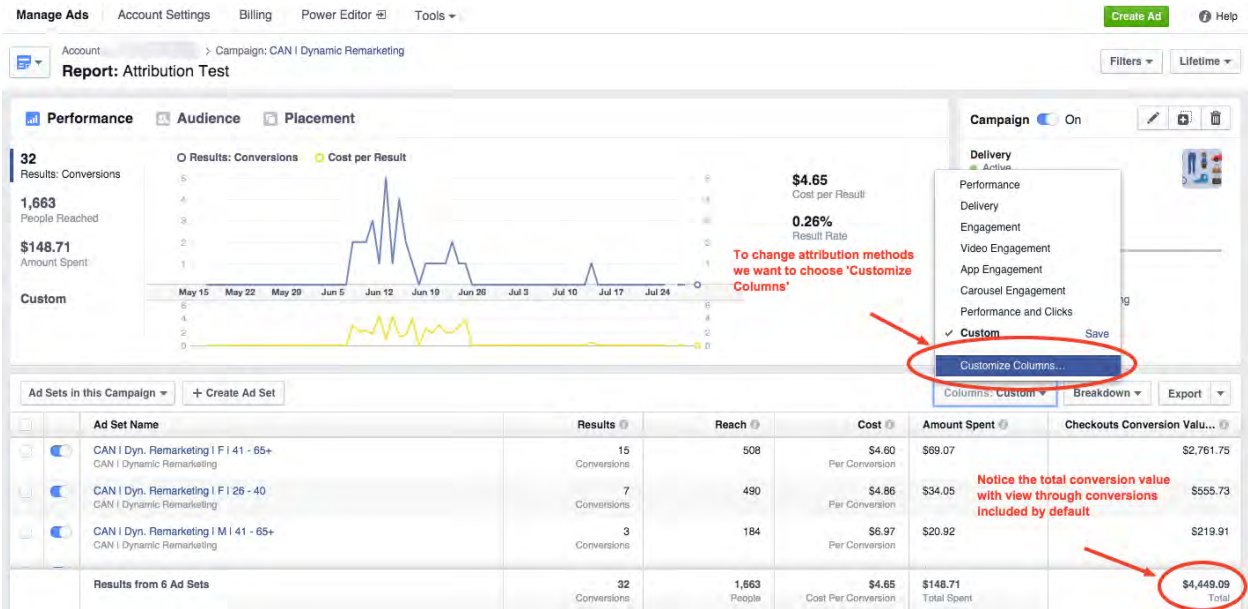 Manage Ads Account Settings Billing Power Editor Tools Create Ad Help
Account > Campaign: CAN | Dynamic Remarketing
Report: Attribution Test
Filters Lifetime
Performance Audience Placement
Campaign On
32
Results: Conversions
1,663
People Reached
$148.71
Amount Spent
Custom
Results: Conversions Cost per Result
5
4
3
2
1
May 15 May 22 May 29 Jun 5 Jun 12 Jun 19 Jun 26 Jul 3 Jul 10 Jul 17 Jul 24
6
4
2
0
$4.65
Cost per Result
0.26%
Result Rate
Delivery
Active
Performance
Delivery
Engagement
Video Engagement
App Engagement
Carousel Engagement
Performance and Clicks
Custom Save
Customize Columns...
To change attribution methods
we want to choose 'Customize
Columns'
Ad Sets in this Campaign + Create Ad Set Columns: Custom Breakdown Export
Ad Set Name Results Reach Cost Amount Spent Checkouts Conversion Valu...
CAN | Dyn. Remarketing | F | 41 - 65+ 15 508 $4.60 $69.07 $2,761.75
CAN | Dynamic Remarketing Conversions Per Conversion
CAN | Dyn. Remarketing | F | 26 - 40 7 490 $4.86 $34.05 $555.73
CAN | Dynamic Remarketing Conversions Per Conversion
CAN | Dyn. Remarketing | M | 41 - 65+ 3 184 $6.97 $20.92 $219.91
CAN | Dynamic Remarketing Conversions Per Conversion
Notice the total conversion value
with view through conversions
included by default
Results from 6 Ad Sets 32 1,663 $4.65 $148.71 $4,449.09
Conversions People Cost Per Conversion Total Spent Total